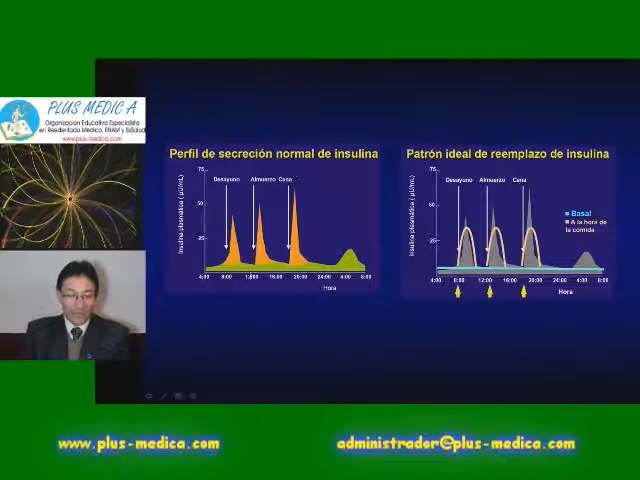 PLUS MEDIC A
Organización Educativa Especialista
en Residentado Medico, ENAM y EsSalud
www.plus-medica.com
Perfil de secreción normal de insulina
75
50
25
Insulina plasmática ( µU/mL)
Desayuno
Almuerzo
Cena
4:00
8:00
12:00
16:00
20:00
24:00
4:00
8:00
Hora
Patrón ideal de reemplazo de insulina
75
50
25
Insulina plasmática ( µU/mL)
Desayuno
Almuerzo
Cena
Basal
A la hora de
la comida
4:00
8:00
12:00
16:00
20:00
24:00
4:00
8:00
Hora
www.plus-medica.com
administrador@plus-medica.com